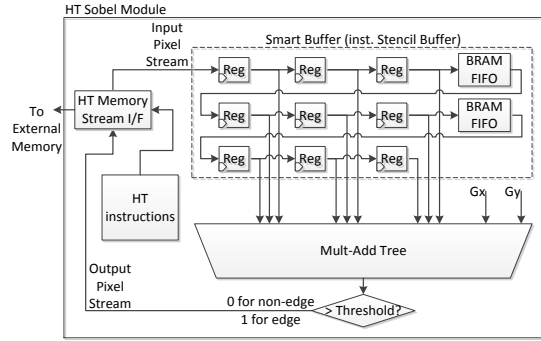 HT Sobel Module
Input
Pixel
Stream
Smart Buffer (inst. Stencil Buffer)
Reg
Reg
Reg
BRAM
FIFO
To
External
Memory
HT Memory
Stream I/F
Reg
Reg
Reg
BRAM
FIFO
Reg
Reg
Reg
HT
instructions
Gx
Gy
Mult-Add Tree
Output
Pixel
Stream
0 for non-edge
1 for edge
> Threshold?